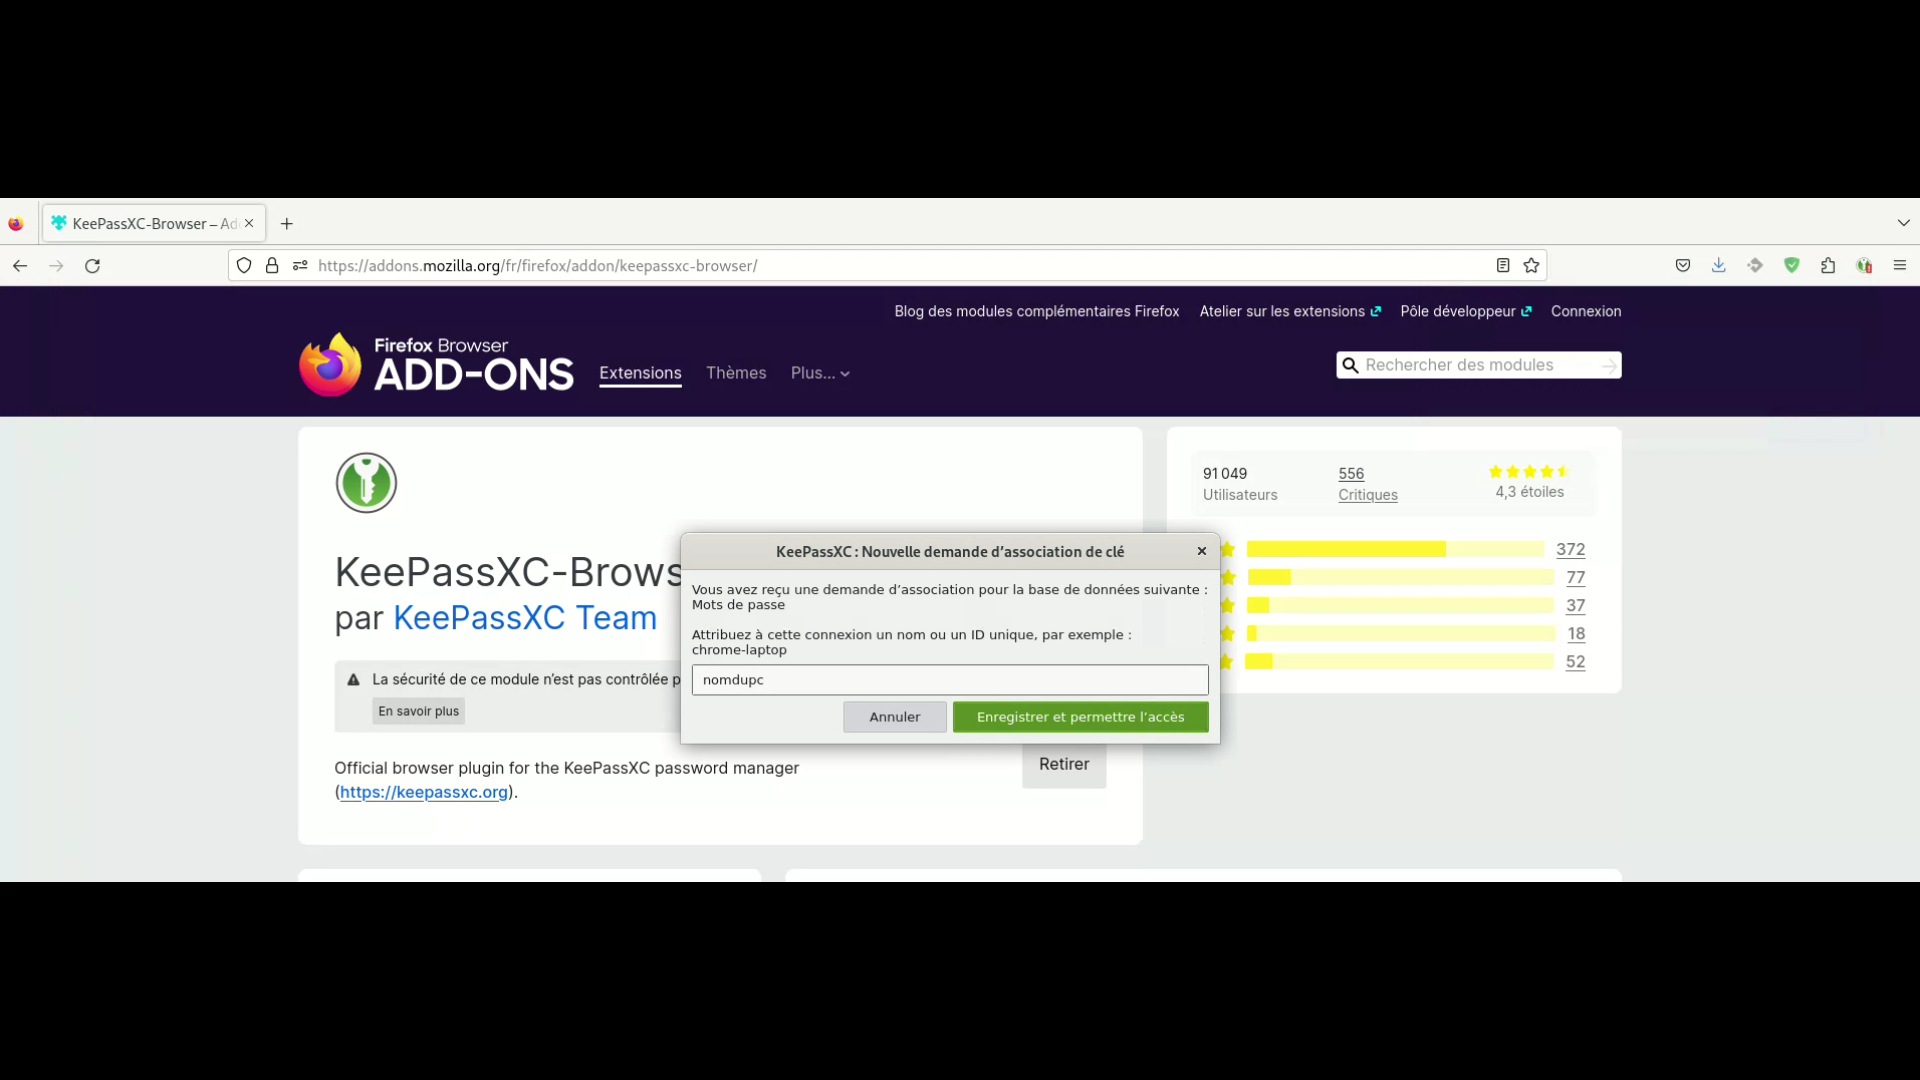 KeePassXC-Browser – Ad
https://addons.mozilla.org/fr/firefox/addon/keepassxc-browser/
Blog des modules complémentaires Firefox Atelier sur les extensions Pôle développeur Connexion
Firefox Browser
ADD-ONS
Extensions Thèmes Plus...
Rechercher des modules
91 049 556
Utilisateurs Critiques 4,3 étoiles
KeePassXC : Nouvelle demande d’association de clé
372
77
37
18
52
KeePassXC-Brows
par KeePassXC Team
Vous avez reçu une demande d’association pour la base de données suivante :
Mots de passe
Attribuez à cette connexion un nom ou un ID unique, par exemple :
chrome-laptop
nomdupc
Annuler Enregistrer et permettre l’accès
La sécurité de ce module n’est pas contrôlée p
En savoir plus
Official browser plugin for the KeePassXC password manager
(https://keepassxc.org).
Retirer